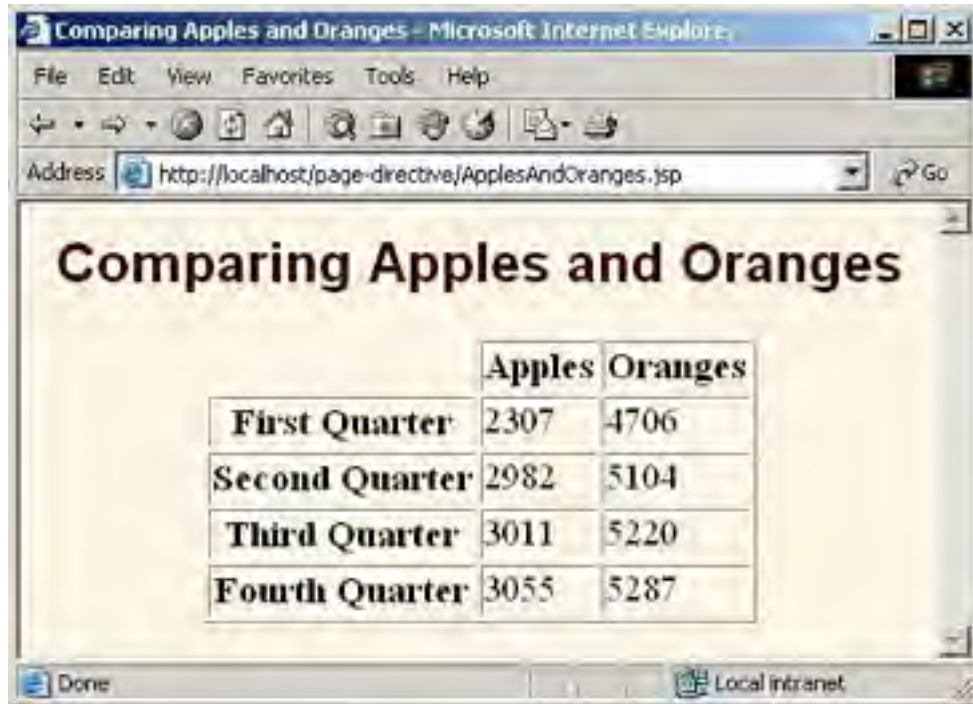 Comparing Apples and Oranges - Microsoft Internet Explorer
File Edit View Favorites Tools Help
Address http://localhost/page-directive/ApplesAndOranges.jsp Go
Comparing Apples and Oranges
Apples Oranges
First Quarter 2307 4706
Second Quarter 2982 5104
Third Quarter 3011 5220
Fourth Quarter 3055 5287
Done Local intranet